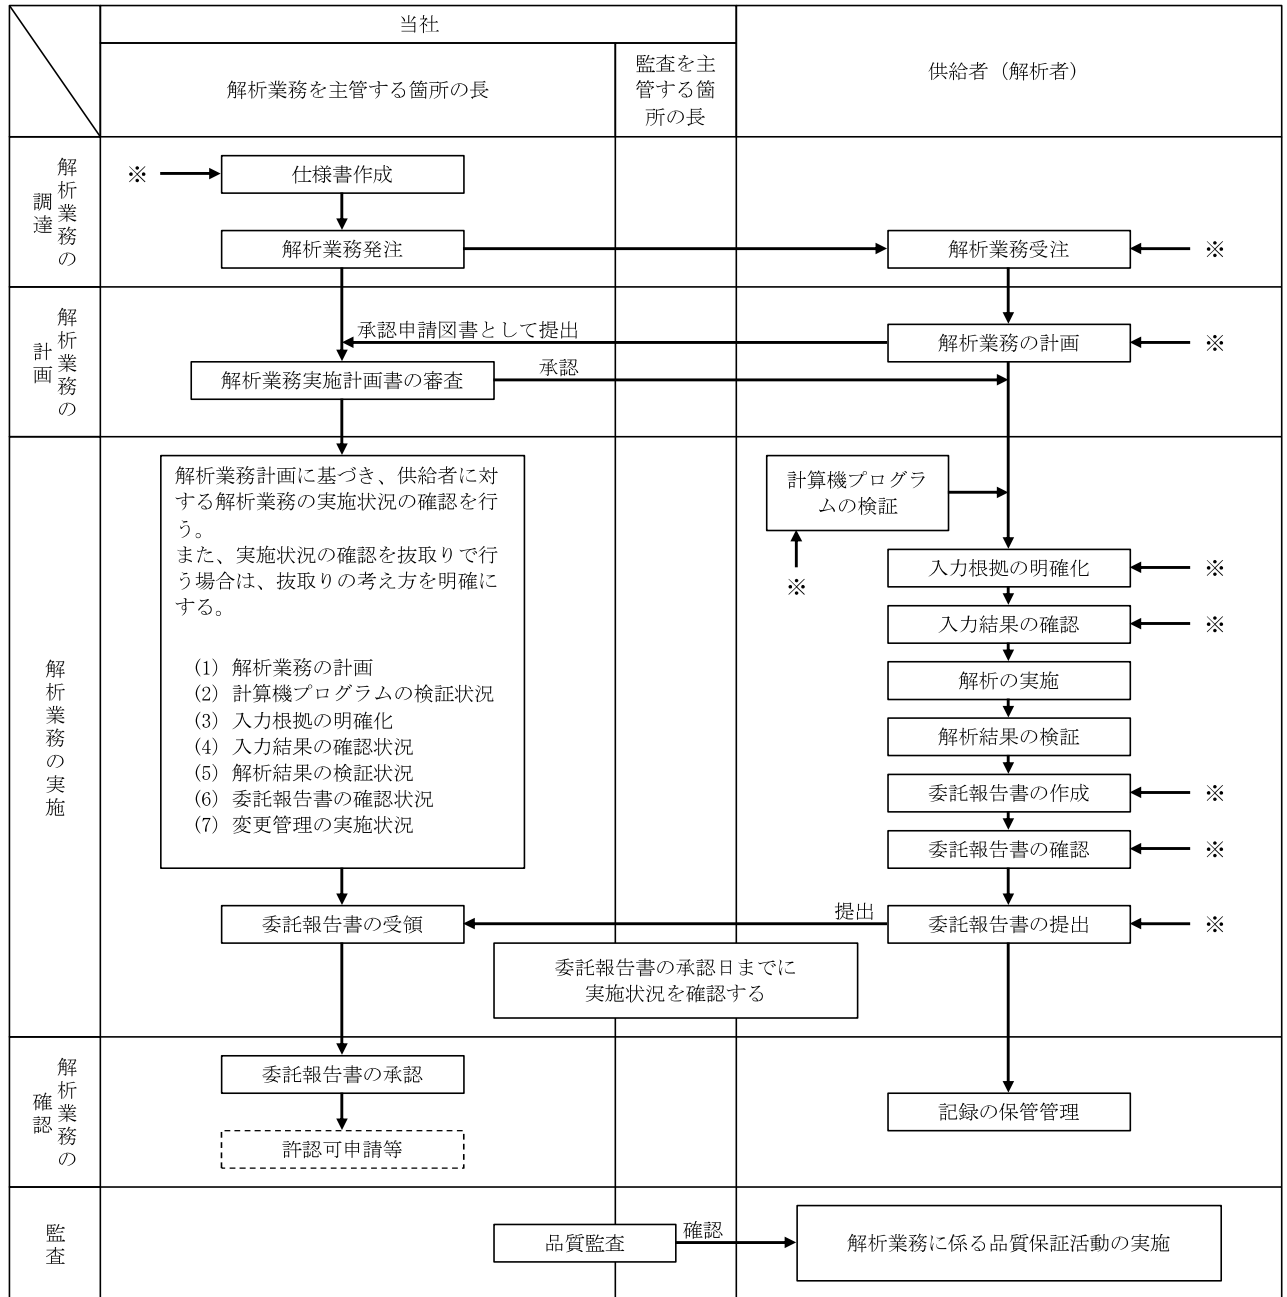 当社
解析業務を主管する箇所の長
監査を主
管する箇
所の長
供給者（解析者）
解析業務の
調達
※
仕様書作成
解析業務発注
解析業務受注
※
解析業務の
計画
承認申請図書として提出
解析業務の計画
※
解析業務実施計画書の審査
承認
解析業務の実施
解析業務計画に基づき、供給者に対
する解析業務の実施状況の確認を行
う。
また、実施状況の確認を抜取りで行
う場合は、抜取りの考え方を明確に
する。
(1) 解析業務の計画
(2) 計算機プログラムの検証状況
(3) 入力根拠の明確化
(4) 入力結果の確認状況
(5) 解析結果の検証状況
(6) 委託報告書の確認状況
(7) 変更管理の実施状況
計算機プログラ
ムの検証
※
入力根拠の明確化
※
入力結果の確認
※
解析の実施
解析結果の検証
委託報告書の作成
※
委託報告書の確認
※
委託報告書の受領
提出
委託報告書の提出
※
委託報告書の承認日までに
実施状況を確認する
解析業務の
確認
委託報告書の承認
記録の保管管理
許認可申請等
監査
品質監査
確認
解析業務に係る品質保証活動の実施